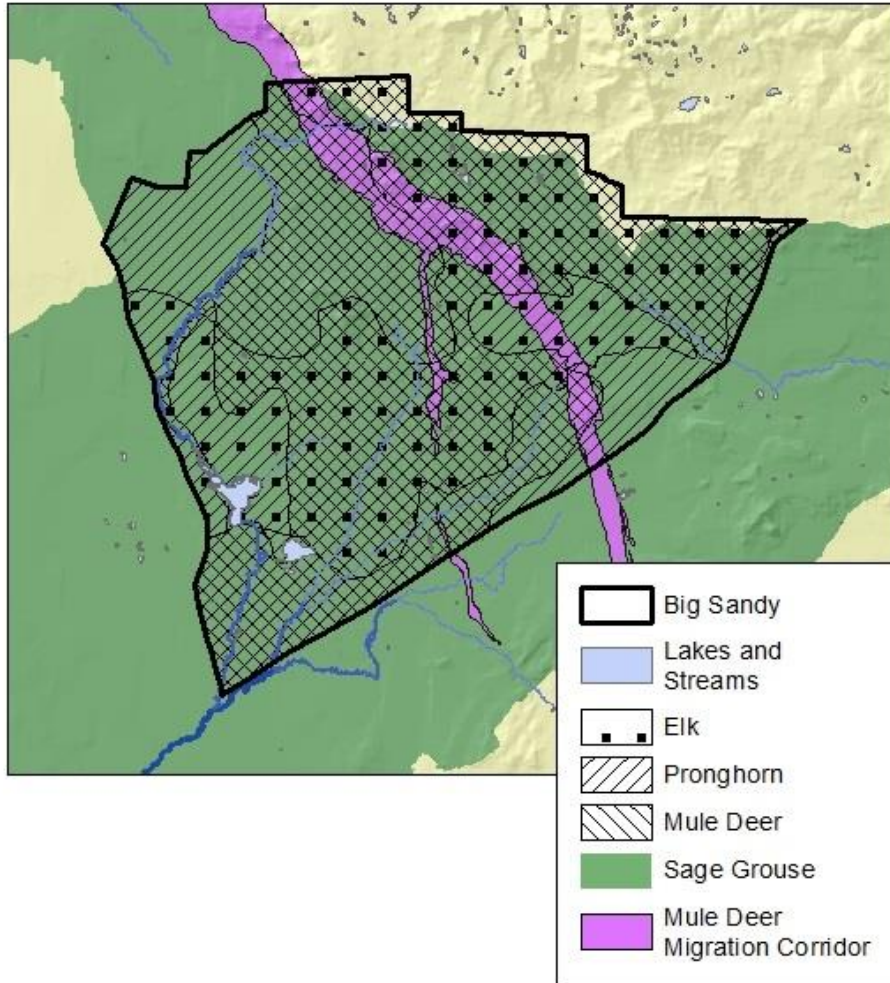 Big Sandy
Lakes and
Streams
Elk
Pronghorn
Mule Deer
Sage Grouse
Mule Deer
Migration Corridor